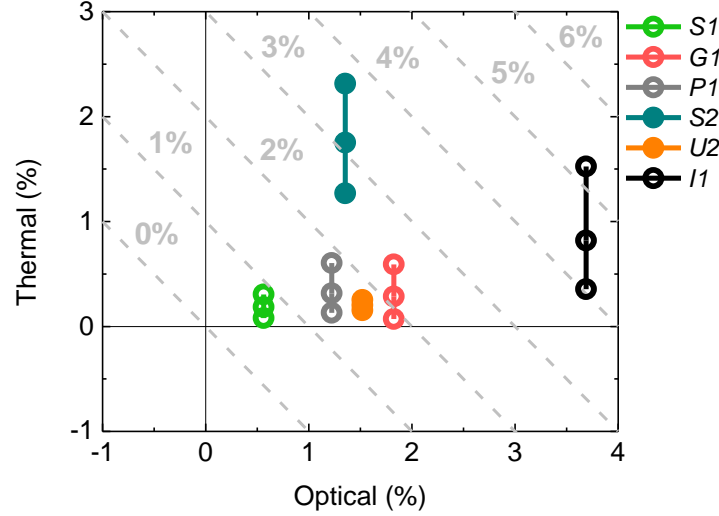 3
2
1
0
-1
-1
0
1
2
3
4
Thermal (%)
Optical (%)
0%
1%
2%
3%
4%
5%
6%
S1
G1
P1
S2
U2
I1